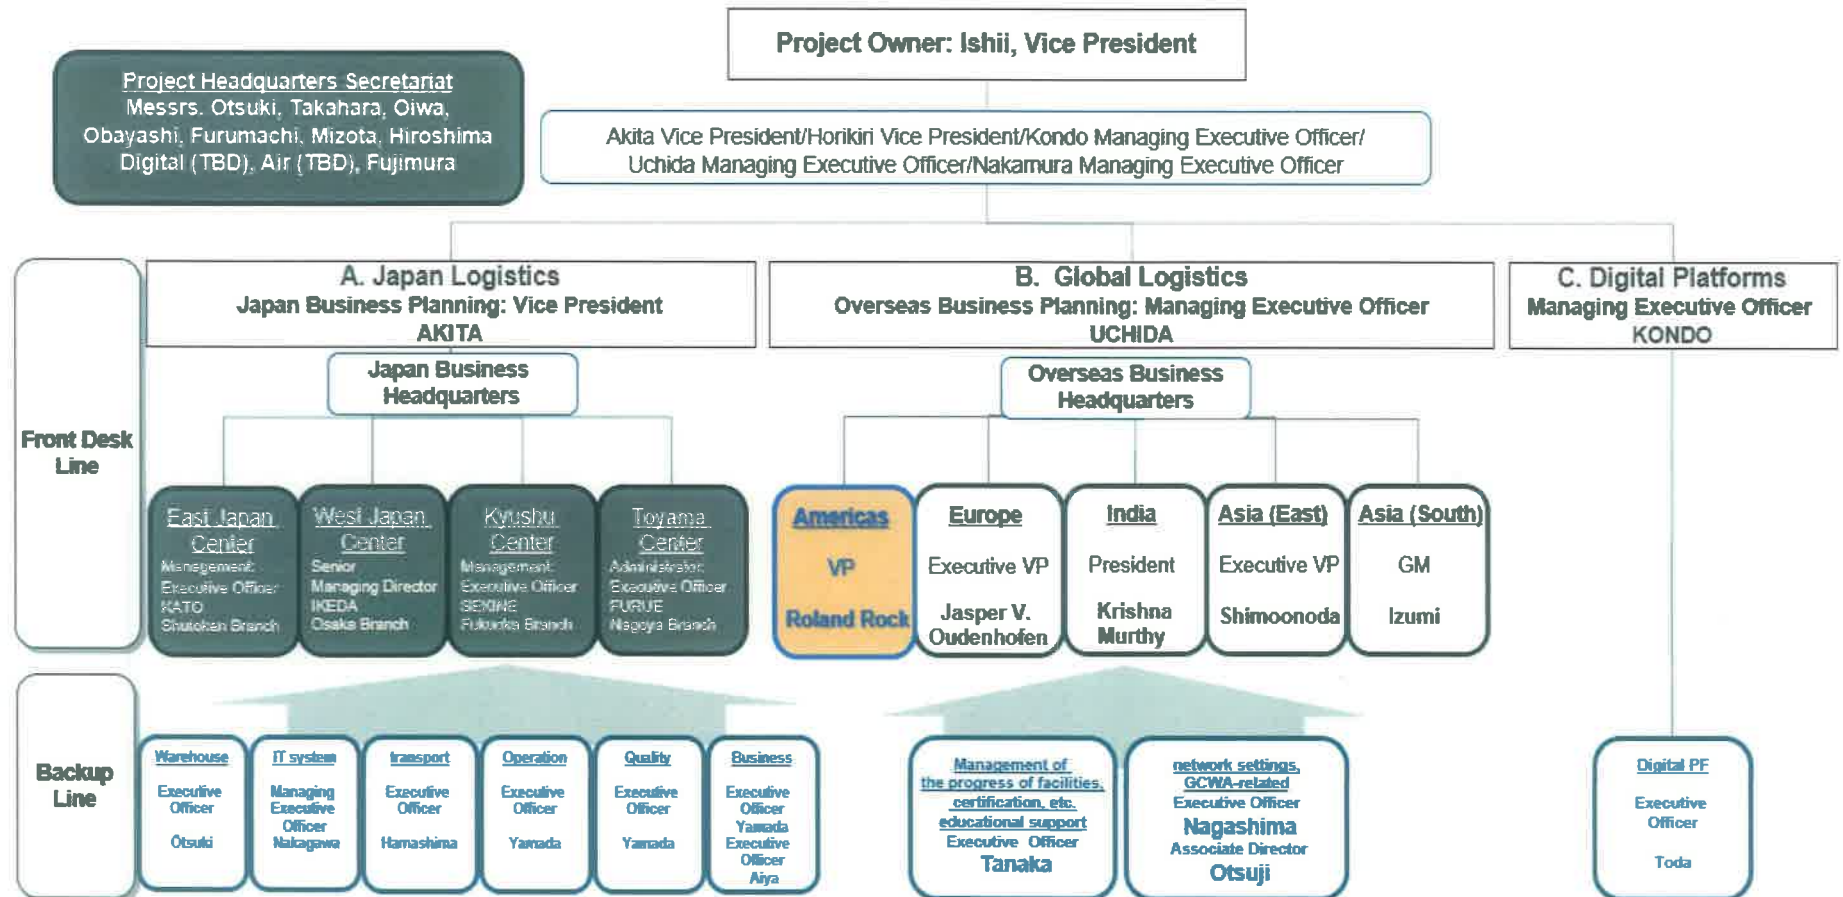 Project Owner: Ishii, Vice President
Project Headquarters Secretariat
Messrs. Otsuki, Takahara, Oiwa,
Obayashi, Furumachi, Mizota, Hiroshima
Digital (TBD), Air (TBD), Fujimura
Akita Vice President/Horikiri Vice President/Kondo Managing Executive Officer/
Uchida Managing Executive Officer/Nakamura Managing Executive Officer
A. Japan Logistics
Japan Business Planning: Vice President
AKITA
B. Global Logistics
Overseas Business Planning: Managing Executive Officer
UCHIDA
C. Digital Platforms
Managing Executive Officer
KONDO
Japan Business
Headquarters
Overseas Business
Headquarters
Front Desk
Line
East Japan
Center
Management:
Executive Officer
KATO
Shutoken Branch
West Japan
Center
Senior
Managing Director
IKEDA
Osaka Branch
Kyushu
Center
Management:
Executive Officer
SEKINE
Fukuoka Branch
Toyama
Center
Administrator:
Executive Officer
FURUE
Nagoya Branch
Americas
VP
Roland Rock
Europe
Executive VP
Jasper V.
Oudenhofen
India
President
Krishna
Murthy
Asia (East)
Executive VP
Shimoonoda
Asia (South)
GM
Izumi
Backup
Line
Warehouse
Executive
Officer
Ōtsuki
IT system
Managing
Executive
Officer
Nakagawa
transport
Executive
Officer
Hamashima
Operation
Executive
Officer
Yamada
Quality
Executive
Officer
Yamada
Business
Executive
Officer
Yamada
Executive
Officer
Aiya
Management of
the progress of facilities,
certification, etc.
educational support
Executive Officer
Tanaka
network settings,
GCWA-related
Executive Officer
Nagashima
Associate Director
Otsuji
Digital PF
Executive
Officer
Toda